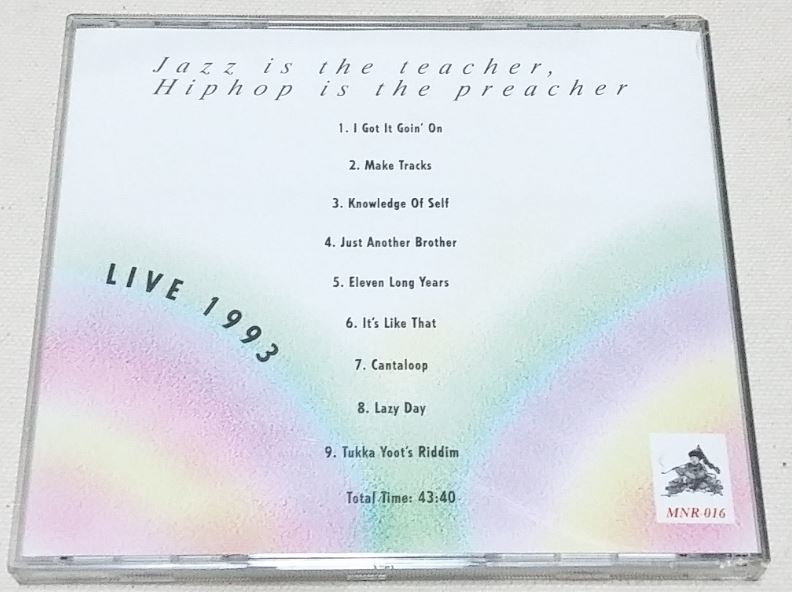 Jazz is the teacher,
Hiphop is the preacher
1. I Got It Goin' On
2. Make Tracks
3. Knowledge Of Self
4. Just Another Brother
5. Eleven Long Years
6. It's Like That
7. Cantaloop
8. Lazy Day
9. Tukka Yoot's Riddim
Total Time: 43:40
LIVE 1993
MNR-016